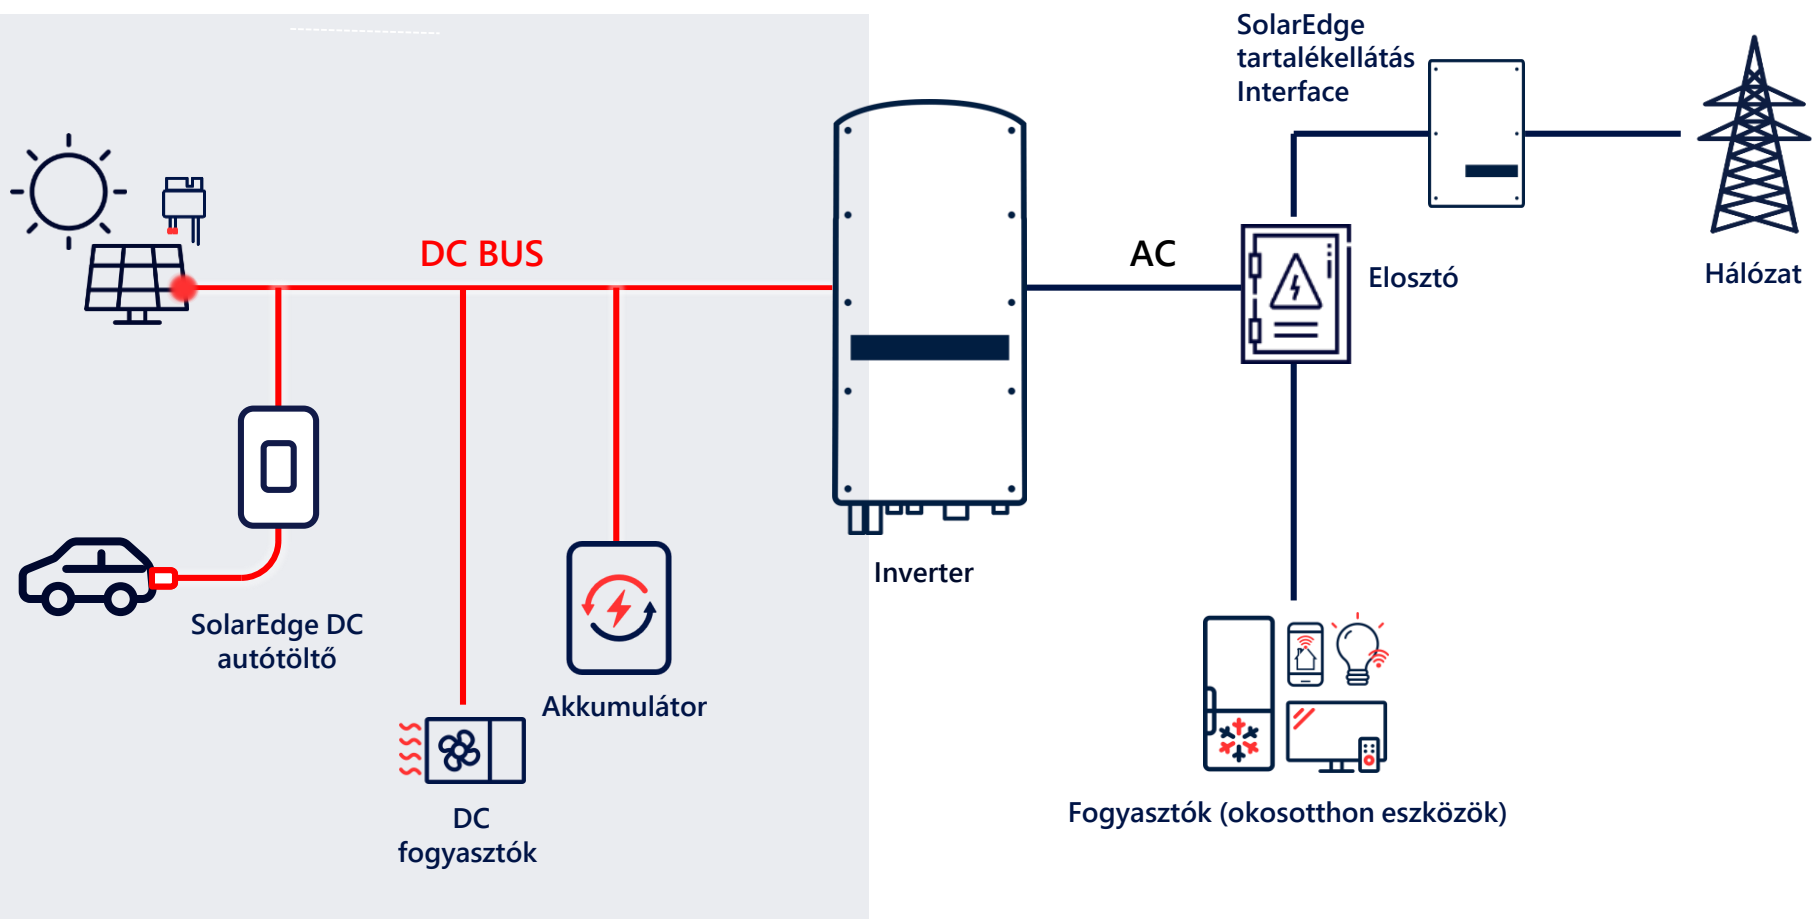 SolarEdge
tartalékellátás
Interface
DC BUS
AC
Elosztó
Hálózat
Inverter
SolarEdge DC
autótöltő
Akkumulátor
DC
fogyasztók
Fogyasztók (okosotthon eszközök)